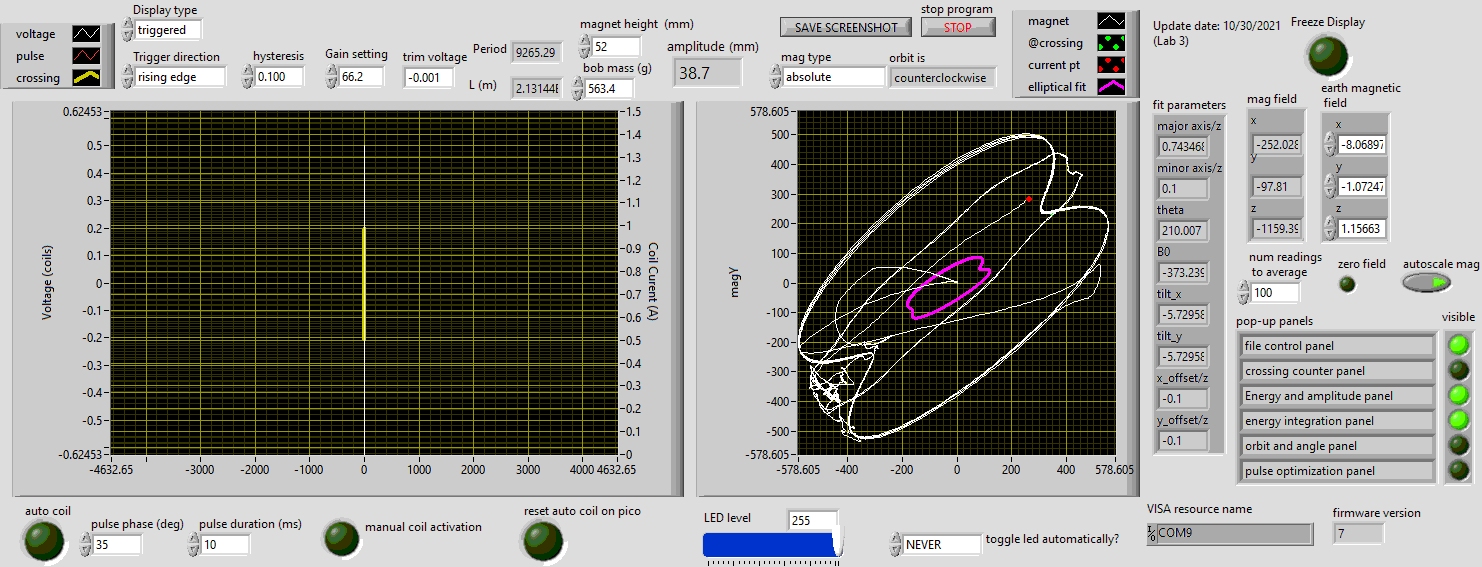 voltage
pulse
crossing
Display type
triggered
Trigger direction
rising edge
hysteresis
0.100
Gain setting
66.2
trim voltage
-0.001
Period
9265.29
L (m)
magnet height (mm)
52
bob mass (g)
563.4
amplitude (mm)
38.7
SAVE SCREENSHOT
stop program
STOP
mag type
absolute
orbit is
counterclockwise
magnet
@crossing
current pt
elliptical fit
Update date: 10/30/2021
(Lab 3)
Freeze Display
0.62453
0.5
0.4
0.3
0.2
0.1
0
-0.1
-0.2
-0.3
-0.4
-0.5
-0.62453
Voltage (coils)
-4632.65
-3000
-2000
-1000
0
1000
2000
3000
4000
4632.65
1.5
1.4
1.3
1.2
1.1
1
0.9
0.8
0.7
0.6
0.5
0.4
0.3
0.2
0.1
0
Coil Curent (A)
578.605
500
400
300
200
100
0
-100
-200
-300
-400
-500
-578.605
magy
-578.605
-400
-200
0
200
400
578.605
fit parameters
major axis/z
0.74346
minor axis/z
0.1
theta
210.007
B0
-373.239
tilt_x
-5.7295
tilt_y
-5.7295
x_offset/z
-0.1
y_offset/z
-0.1
mag field
x
-252.028
y
-97.81
z
-1159.39
earth magnetic
field
x
-8.06897
y
-1.07247
z
1.15663
num readings
to average
100
zero field
autoscale mag
pop-up panels
visible
file control panel
crossing counter panel
Energy and amplitude panel
energy integration panel
orbit and angle panel
pulse optimization panel
auto coil
pulse phase (deg)
35
pulse duration (ms)
10
manual coil activation
reset auto coil on pico
LED level
255
NEVER
toggle led automatically?
VISA resource name
COM9
firmware version
7